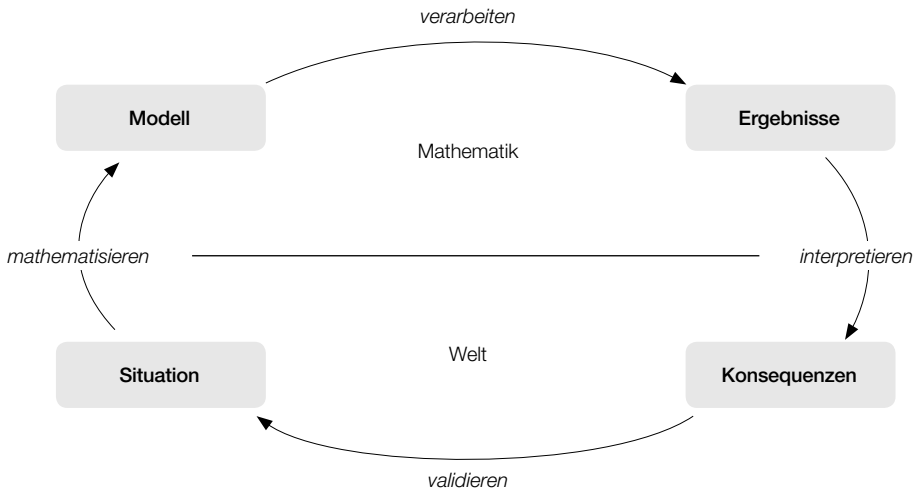 verarbeiten
Modell
Ergebnisse
Mathematik
mathematisieren
interpretieren
Welt
Situation
Konsequenzen
validieren